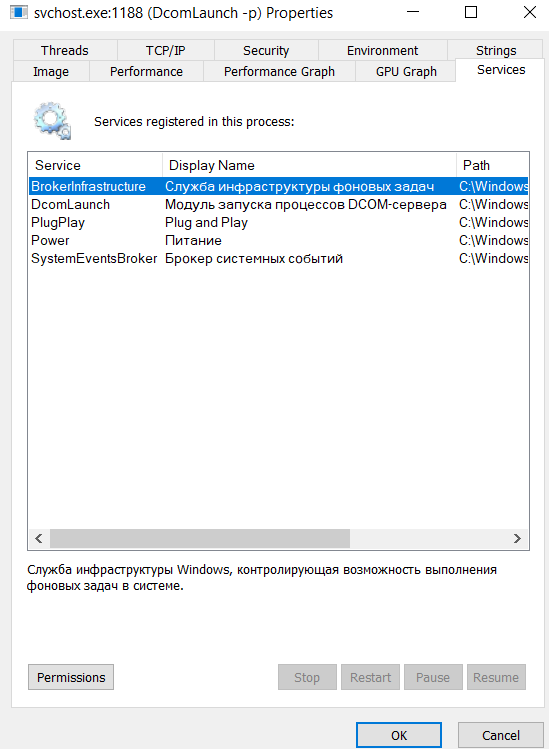 svchost.exe:1188 (DcomLaunch -p) Properties
Threads TCP/IP Security Environment Strings
Image Performance Performance Graph GPU Graph Services
Services registered in this process:
Service Display Name Path
BrokerInfrastructure Служба инфраструктуры фоновых задач C:\Windows
DcomLaunch Модуль запуска процессов DCOM-сервера C:\Windows
PlugPlay Plug and Play C:\Windows
Power Питание C:\Windows
SystemEventsBroker Брокер системных событий C:\Windows
Служба инфраструктуры Windows, контролирующая возможность выполнения
фоновых задач в системе.
Permissions Stop Restart Pause Resume
OK Cancel